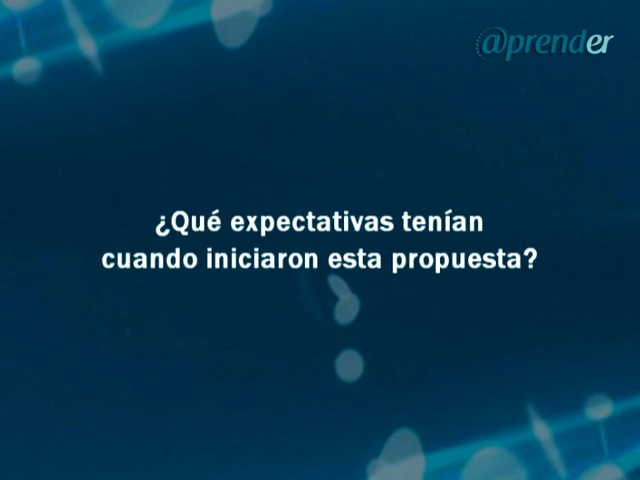 @prender
¿Qué expectativas tenían
cuando iniciaron esta propuesta?